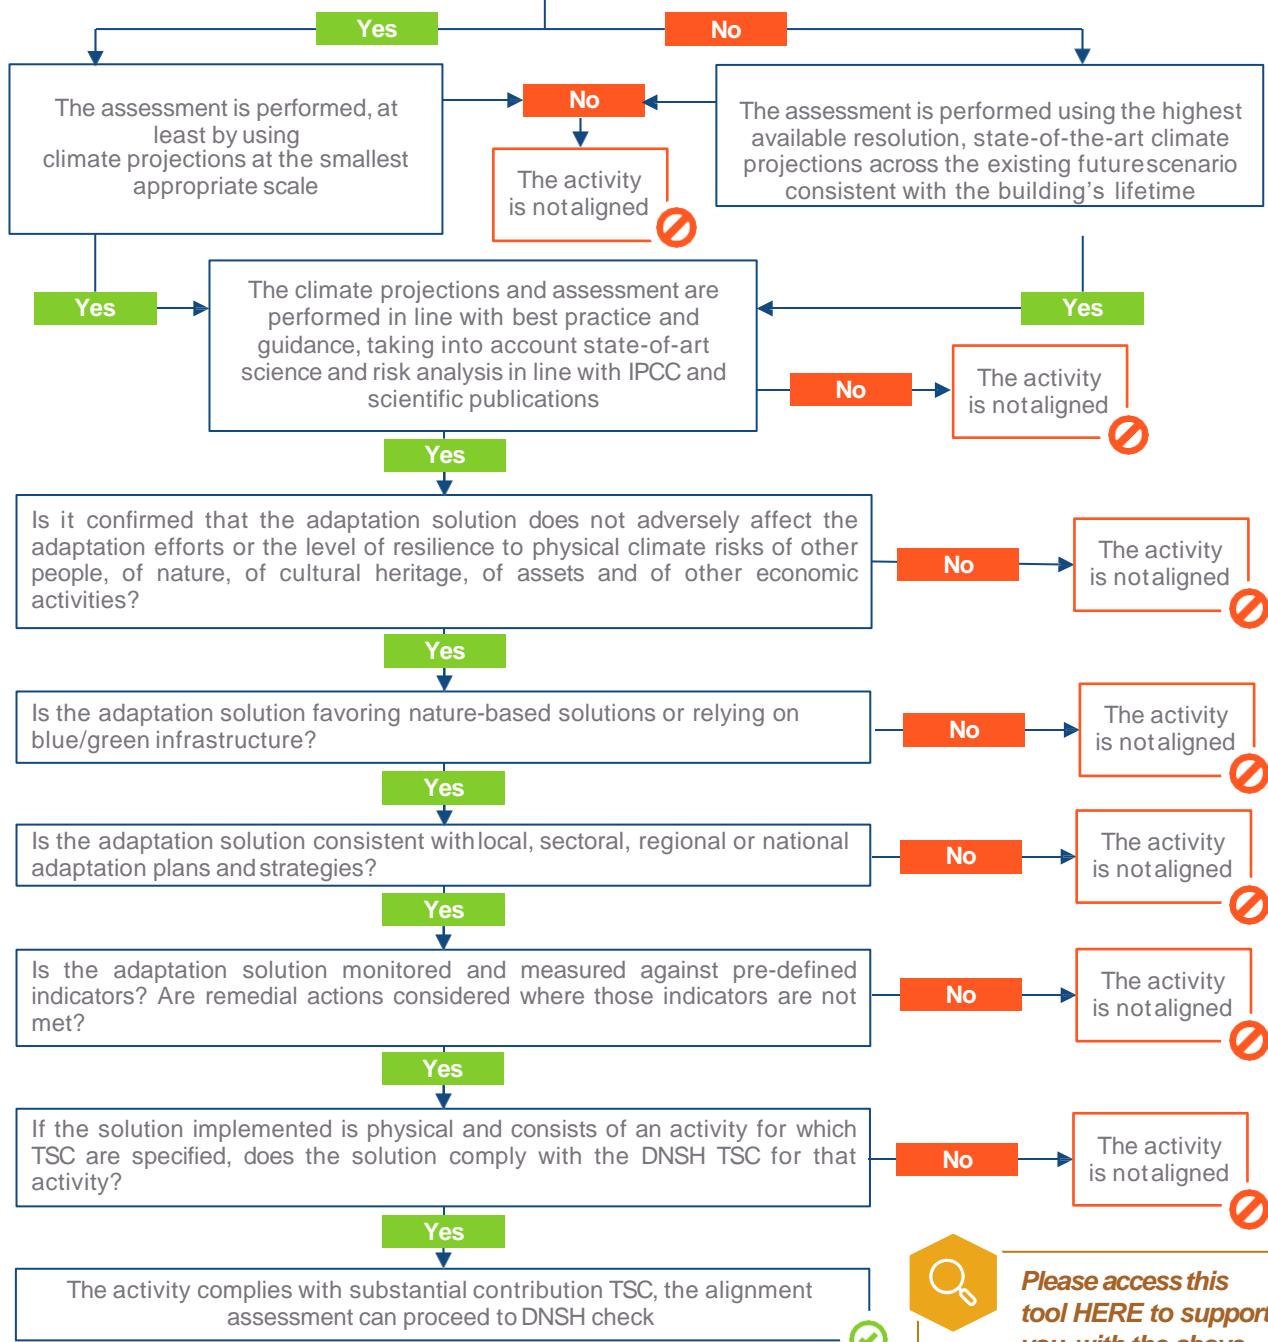 Yes
No
The assessment is performed, at
least by using
climate projections at the smallest
appropriate scale
No
The activity
is not aligned
The assessment is performed using the highest
available resolution, state-of-the-art climate
projections across the existing future scenario
consistent with the building's lifetime
Yes
The climate projections and assessment are
performed in line with best practice and
guidance, taking into account state-of-art
science and risk analysis in line with IPCC and
scientific publications
Yes
No
The activity
is not aligned
Yes
Is it confirmed that the adaptation solution does not adversely affect the
adaptation efforts or the level of resilience to physical climate risks of other
people, of nature, of cultural heritage, of assets and of other economic
activities?
No
The activity
is not aligned
Yes
Is the adaptation solution favoring nature-based solutions or relying on
blue/green infrastructure?
No
The activity
is not aligned
Yes
Is the adaptation solution consistent with local, sectoral, regional or national
adaptation plans and strategies?
No
The activity
is not aligned
Yes
Is the adaptation solution monitored and measured against pre-defined
indicators? Are remedial actions considered where those indicators are not
met?
No
The activity
is not aligned
Yes
If the solution implemented is physical and consists of an activity for which
TSC are specified, does the solution comply with the DNSH TSC for that
activity?
No
The activity
is not aligned
Yes
The activity complies with substantial contribution TSC, the alignment
assessment can proceed to DNSH check
Please access this
tool HERE to support
you with the above